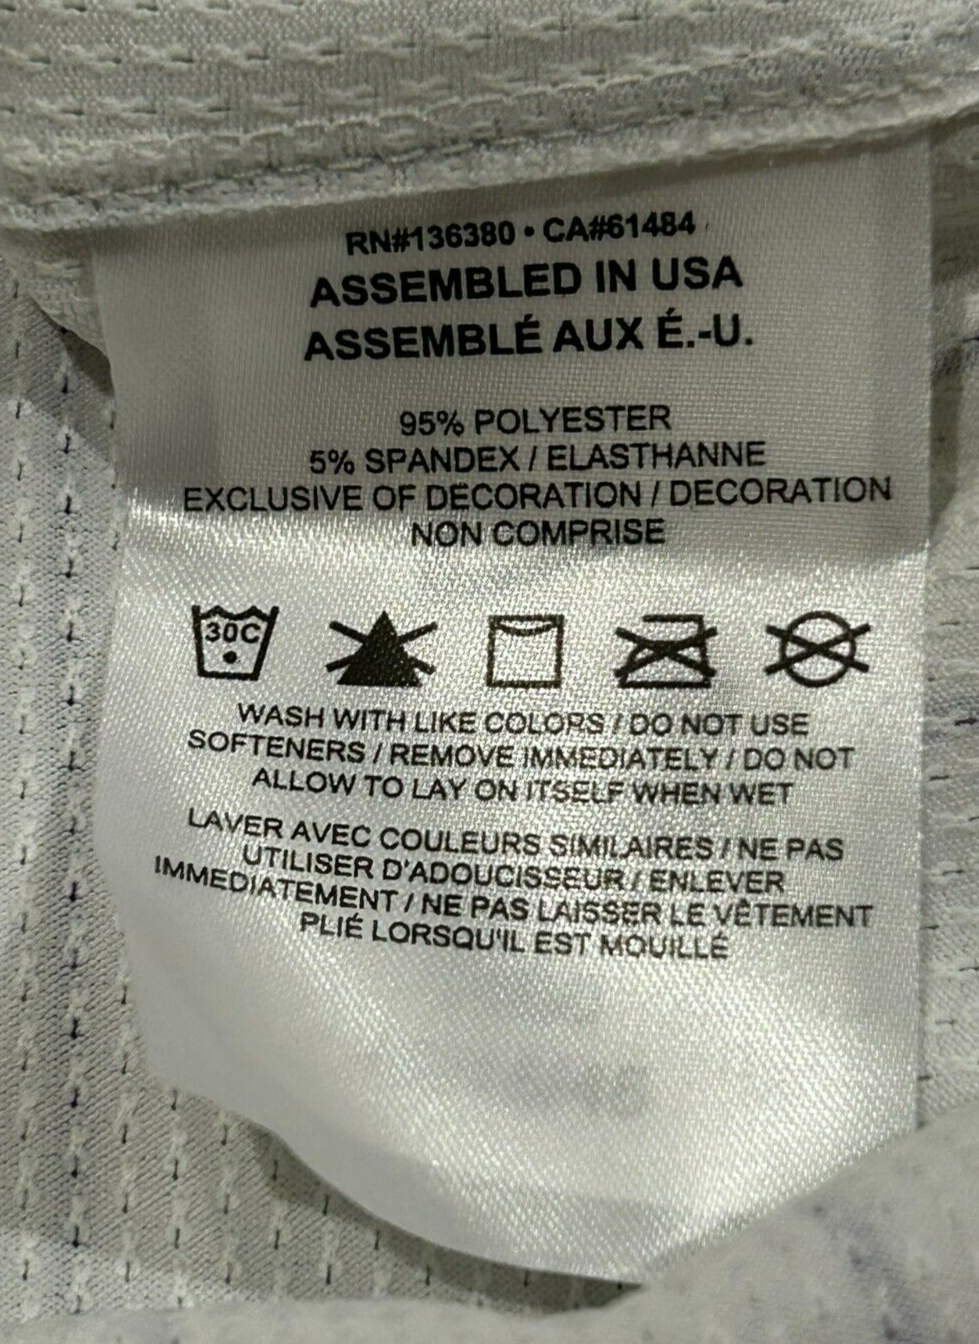 RN#136380 • CA#61484
ASSEMBLED IN USA
ASSEMBLÉ AUX É.-U.
95% POLYESTER
5% SPANDEX / ELASTHANNE
EXCLUSIVE OF DECORATION / DECORATION
NON COMPRISE
30C
WASH WITH LIKE COLORS / DO NOT USE
SOFTENERS / REMOVE IMMEDIATELY / DO NOT
ALLOW TO LAY ON ITSELF WHEN WET
LAVER AVEC COULEURS SIMILAIRES / NE PAS
UTILISER D'ADOUCISSEUR / ENLEVER
IMMEDIATEMENT / NE PAS LAISSER LE VÊTEMENT
PLIÉ LORSQU'IL EST MOUILLÉ